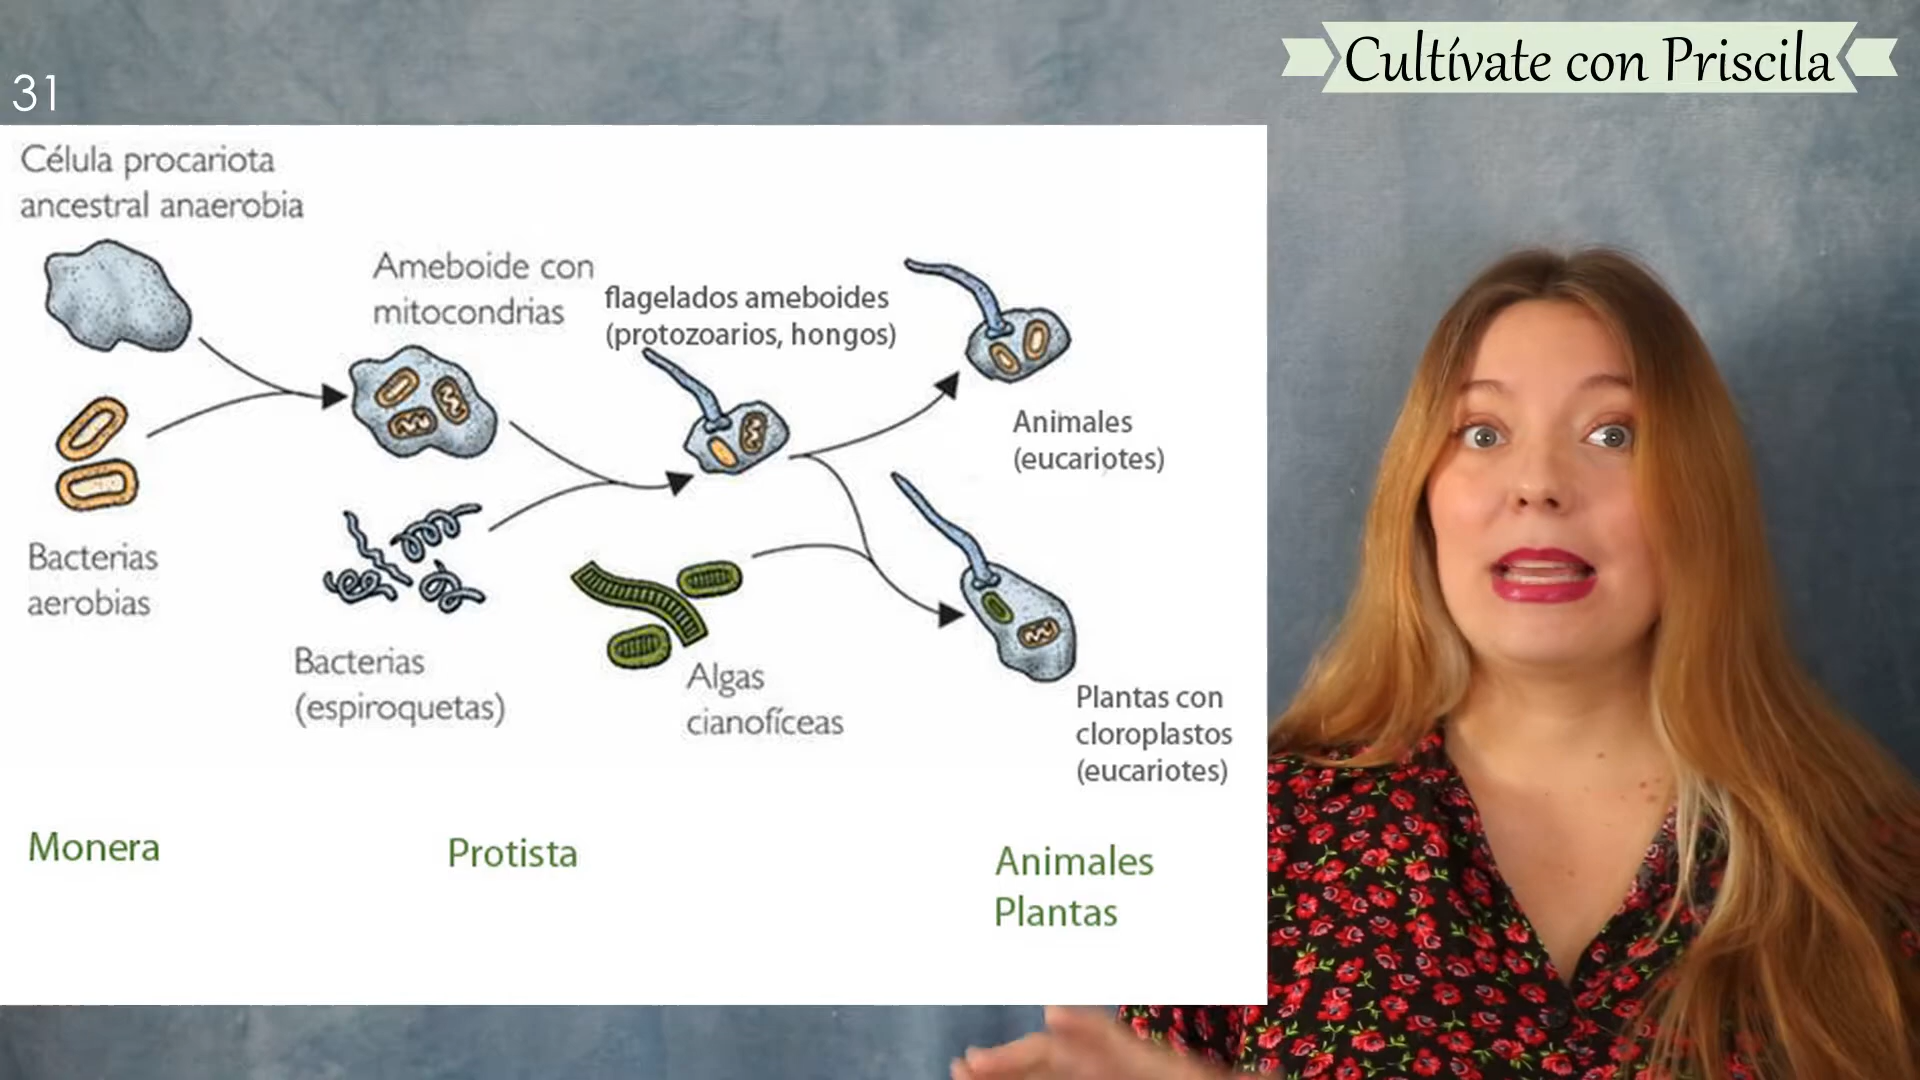 Cultívate con Priscila
31
Célula procariota
ancestral anaerobia
Ameboide con
mitocondrias
flagelados ameboides
(protozoarios, hongos)
Animales
(eucariotes)
Bacterias
aerobias
Bacterias
(espiroquetas)
Algas
cianofíceas
Plantas con
cloroplastos
(eucariotes)
Monera
Protista
Animales
Plantas